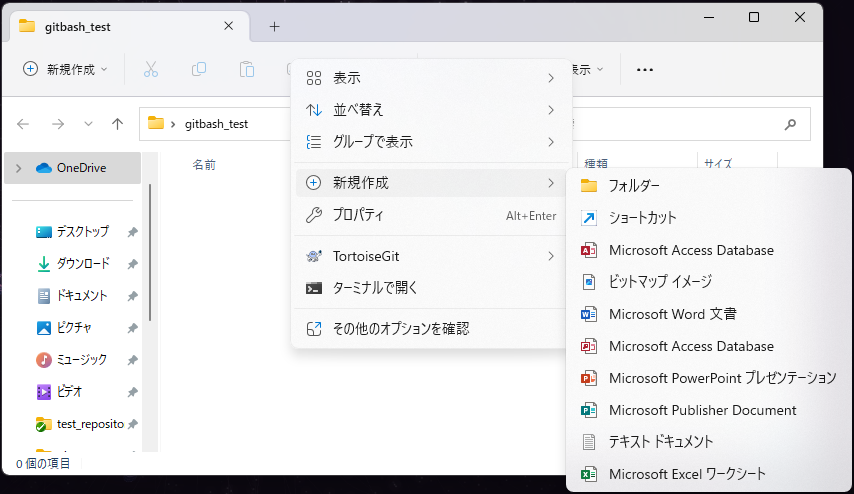 gitbash_test
新規作成
表示
gitbash_test
名前
種類
サイズ
OneDrive
デスクトップ
ダウンロード
ドキュメント
ピクチャ
ミュージック
ビデオ
test_reposito
0 個の項目
表示
並べ替え
グループで表示
新規作成
プロパティ Alt+Enter
TortoiseGit
ターミナルで開く
その他のオプションを確認
フォルダー
ショートカット
Microsoft Access Database
ビットマップ イメージ
Microsoft Word 文書
Microsoft Access Database
Microsoft PowerPoint プレゼンテーション
Microsoft Publisher Document
テキスト ドキュメント
Microsoft Excel ワークシート